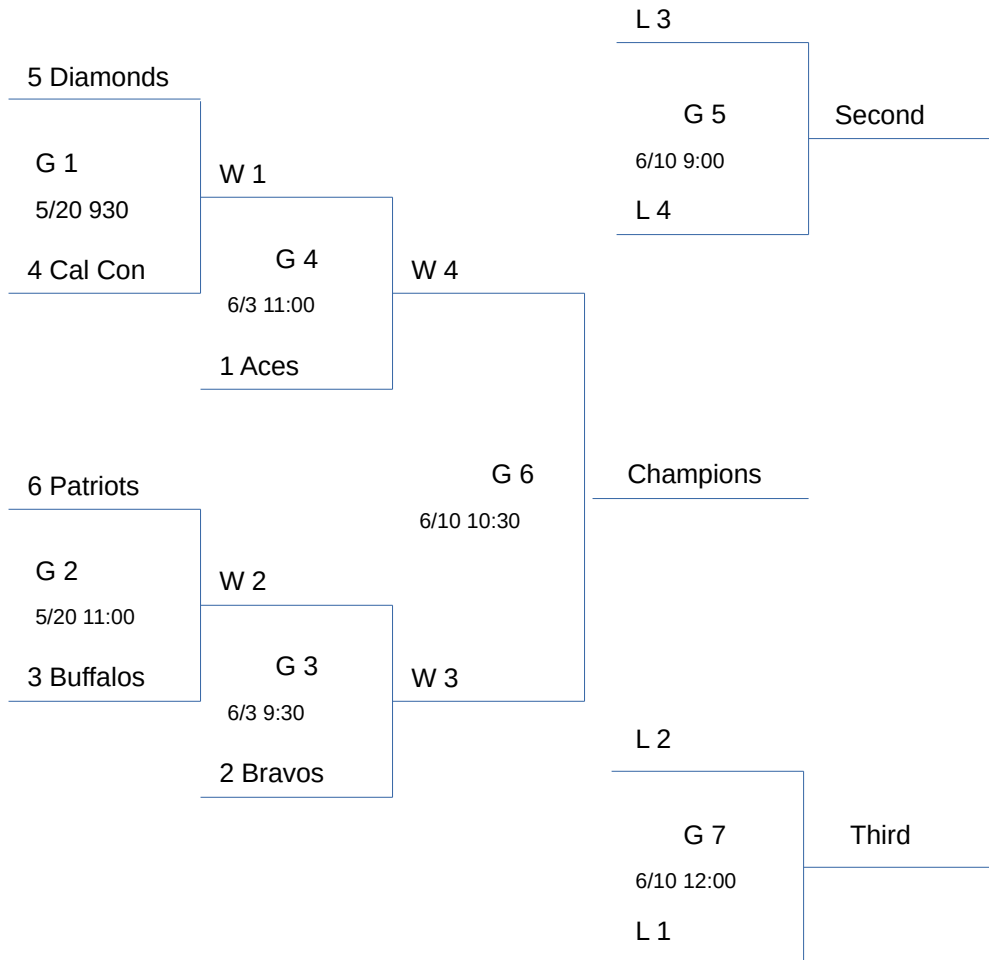 L 3
5 Diamonds
G 5
Second
G 1
6/10 9:00
W 1
5/20 930
L 4
G 4
4 Cal Con
W 4
6/3 11:00
1 Aces
G 6
Champions
6 Patriots
6/10 10:30
G 2
W 2
5/20 11:00
G 3
3 Buffalos
W 3
6/3 9:30
L 2
2 Bravos
G 7
Third
6/10 12:00
L 1